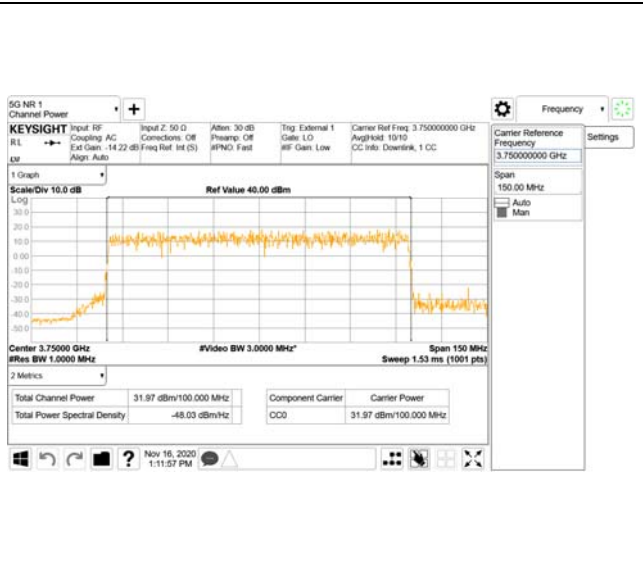 5G NR 1
Channel Power
Frequency
KEYSIGHT
Input: RF
Input Z: 50 Ω
Atten: 30 dB
Trig: External 1
Carrier Ref Freq: 3.750000000 GHz
RL
Coupling: AC
Corrections: Off
Preamp: Off
Gate: LO
Avg|Hold: 10/10
Ext Gain: -14.22 dB
Freq Ref: Int (S)
#PNO: Fast
#IF Gain: Low
CC Info: Downlink, 1 CC
Align: Auto
Carrier Reference
Frequency
3.750000000 GHz
Settings
Span
150.00 MHz
Auto
Man
1 Graph
Scale/Div 10.0 dB
Ref Value 40.00 dBm
Log
30.0
20.0
10.0
0.00
-10.0
-20.0
-30.0
-40.0
-50.0
Center 3.75000 GHz
#Video BW 3.0000 MHz*
Span 150 MHz
#Res BW 1.0000 MHz
Sweep 1.53 ms (1001 pts)
2 Metrics
Total Channel Power
31.97 dBm/100.000 MHz
Total Power Spectral Density
-48.03 dBm/Hz
Component Carrier
Carrier Power
CC0
31.97 dBm/100.000 MHz
?
Nov 16, 2020
1:11:57 PM